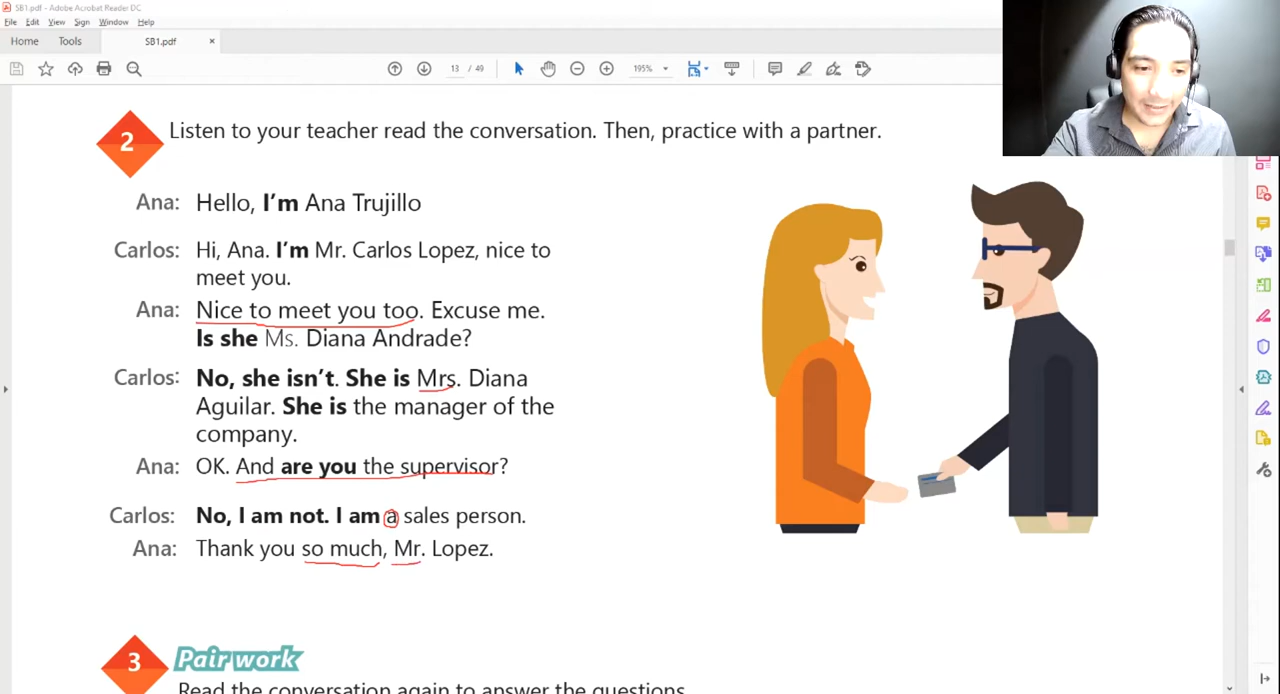 SB1.pdf - Adobe Acrobat Reader DC
File Edit View Sign Window Help
Home Tools SB1.pdf ×
13 / 49 195%
2 Listen to your teacher read the conversation. Then, practice with a partner.
Ana: Hello, I'm Ana Trujillo
Carlos: Hi, Ana. I'm Mr. Carlos Lopez, nice to
meet you.
Ana: Nice to meet you too. Excuse me.
Is she Ms. Diana Andrade?
Carlos: No, she isn't. She is Mrs. Diana
Aguilar. She is the manager of the
company.
Ana: OK. And are you the supervisor?
Carlos: No, I am not. I am a sales person.
Ana: Thank you so much, Mr. Lopez.
3 Pair work
Read the conversation again to answer the questions